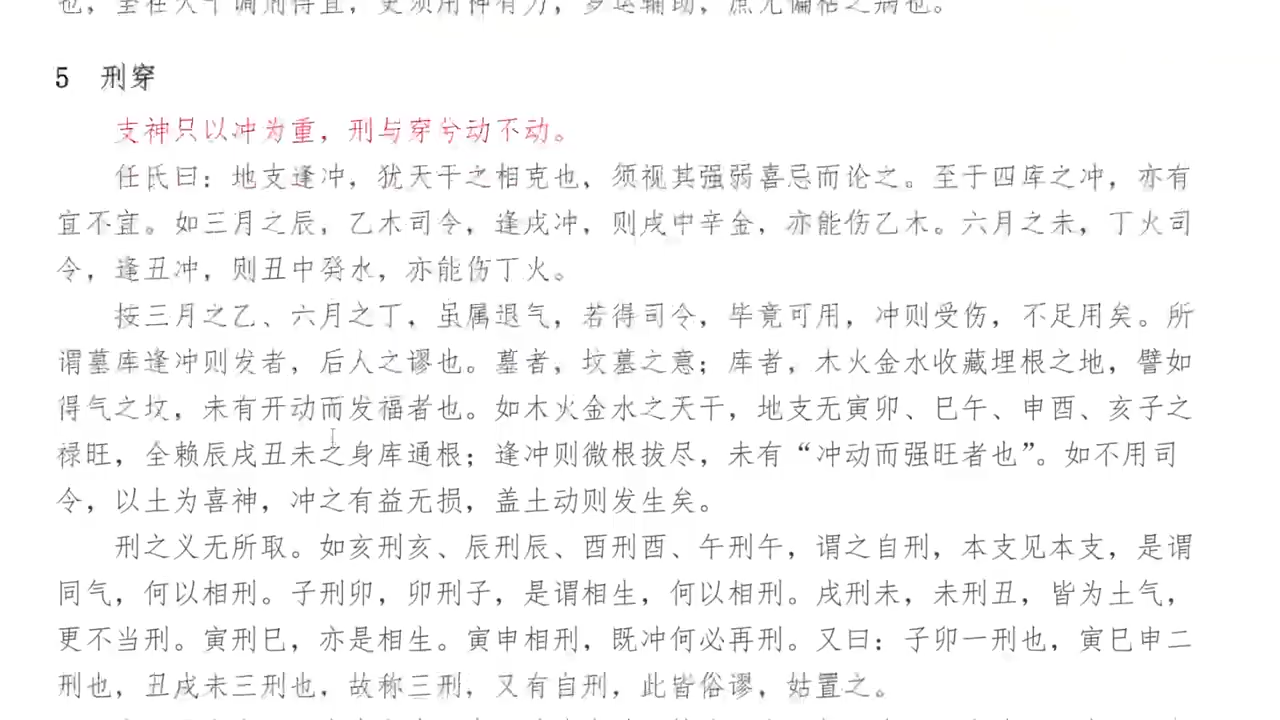 5 刑穿
支神只以冲为重，刑与穿兮动不动。
任氏曰：地支逢冲，犹天干之相克也，须视其强弱喜忌而论之。至于四库之冲，亦有
宜不宜。如三月之辰，乙木司令，逢戌冲，则戌中辛金，亦能伤乙木。六月之未，丁火司
令，逢丑冲，则丑中癸水，亦能伤丁火。
按三月之乙、六月之丁，虽属退气，若得司令，毕竟可用，冲则受伤，不足用矣。所
谓墓库逢冲则发者，后人之谬也。墓者，坟墓之意；库者，木火金水收藏埋根之地，譬如
得气之坟，未有开动而发福者也。如木火金水之天干，地支无寅卯、巳午、申酉、亥子之
禄旺，全赖辰戌丑未之身库通根；逢冲则微根拔尽，未有“冲动而强旺者也”。如不用司
令，以土为喜神，冲之有益无损，盖土动则发生矣。
刑之义无所取。如亥刑亥、辰刑辰、酉刑酉、午刑午，谓之自刑，本支见本支，是谓
同气，何以相刑。子刑卯，卯刑子，是谓相生，何以相刑。戌刑未，未刑丑，皆为土气，
更不当刑。寅刑巳，亦是相生。寅申相刑，既冲何必再刑。又曰：子卯一刑也，寅巳申二
刑也，丑戌未三刑也，故称三刑，又有自刑，此皆俗谬，姑置之。